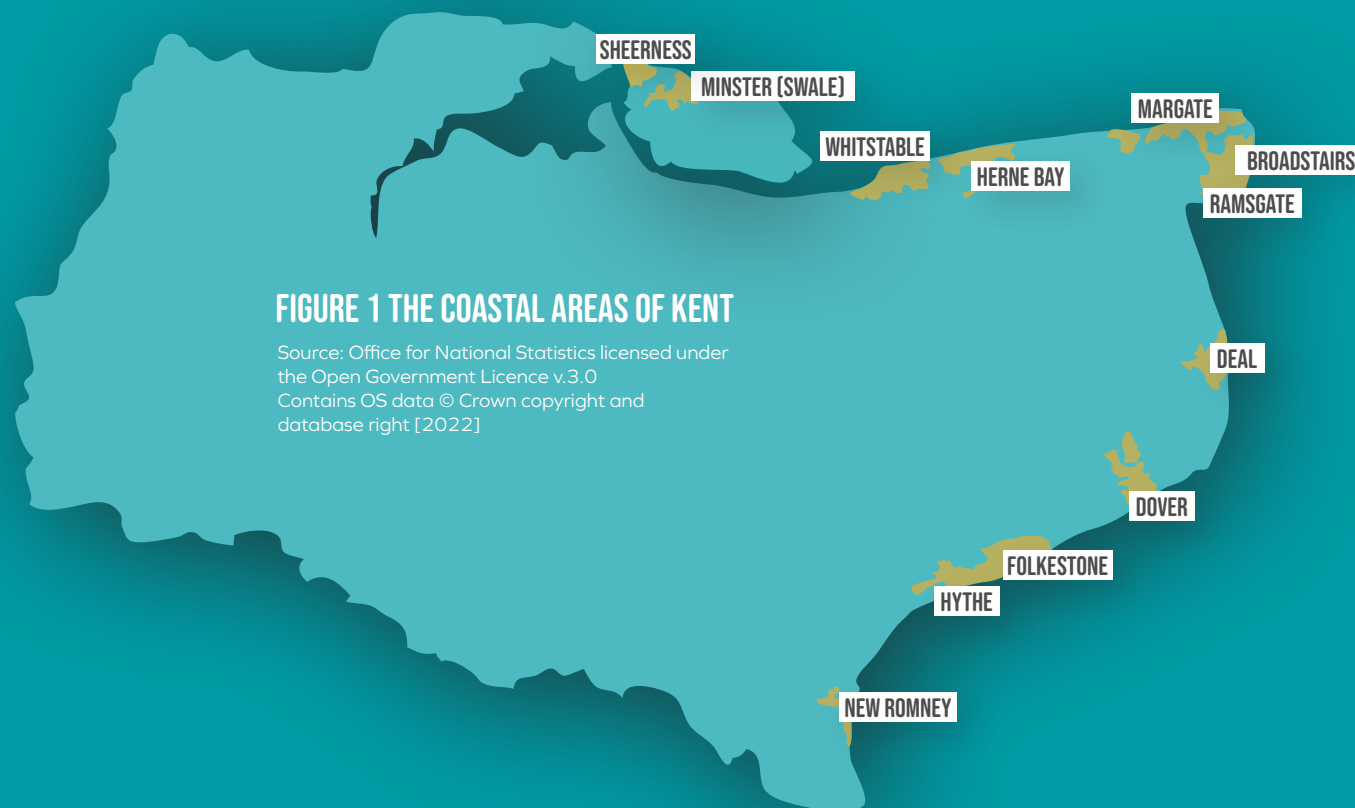 SHEERNESS
MINSTER (SWALE)
MARGATE
WHITSTABLE
BROADSTAIRS
HERNE BAY
RAMSGATE
FIGURE 1 THE COASTAL AREAS OF KENT
Source: Office for National Statistics licensed under
the Open Government Licence v.3.0
Contains OS data © Crown copyright and
database right [2022]
DEAL
DOVER
FOLKESTONE
HYTHE
NEW ROMNEY